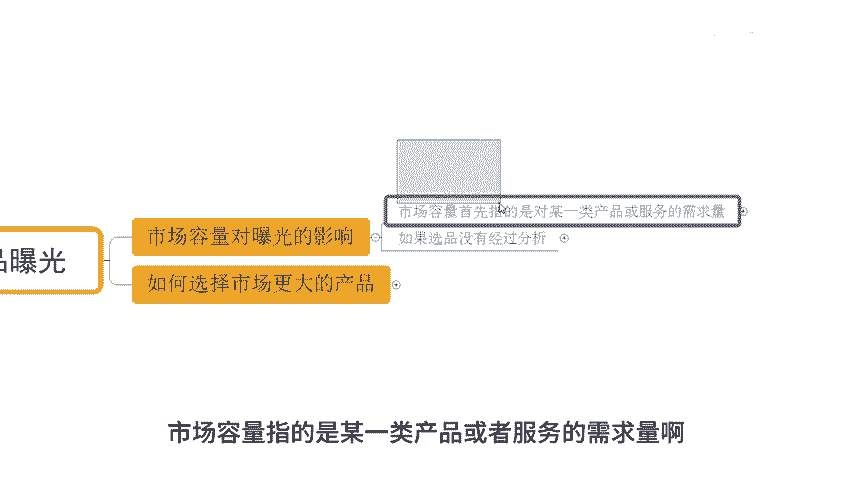 市场容量首先指的是对某一类产品或服务的需求量
市场容量对曝光的影响
如果选品没有经过分析
品曝光
如何选择市场更大的产品
市场容量指的是某一类产品或者服务的需求量啊